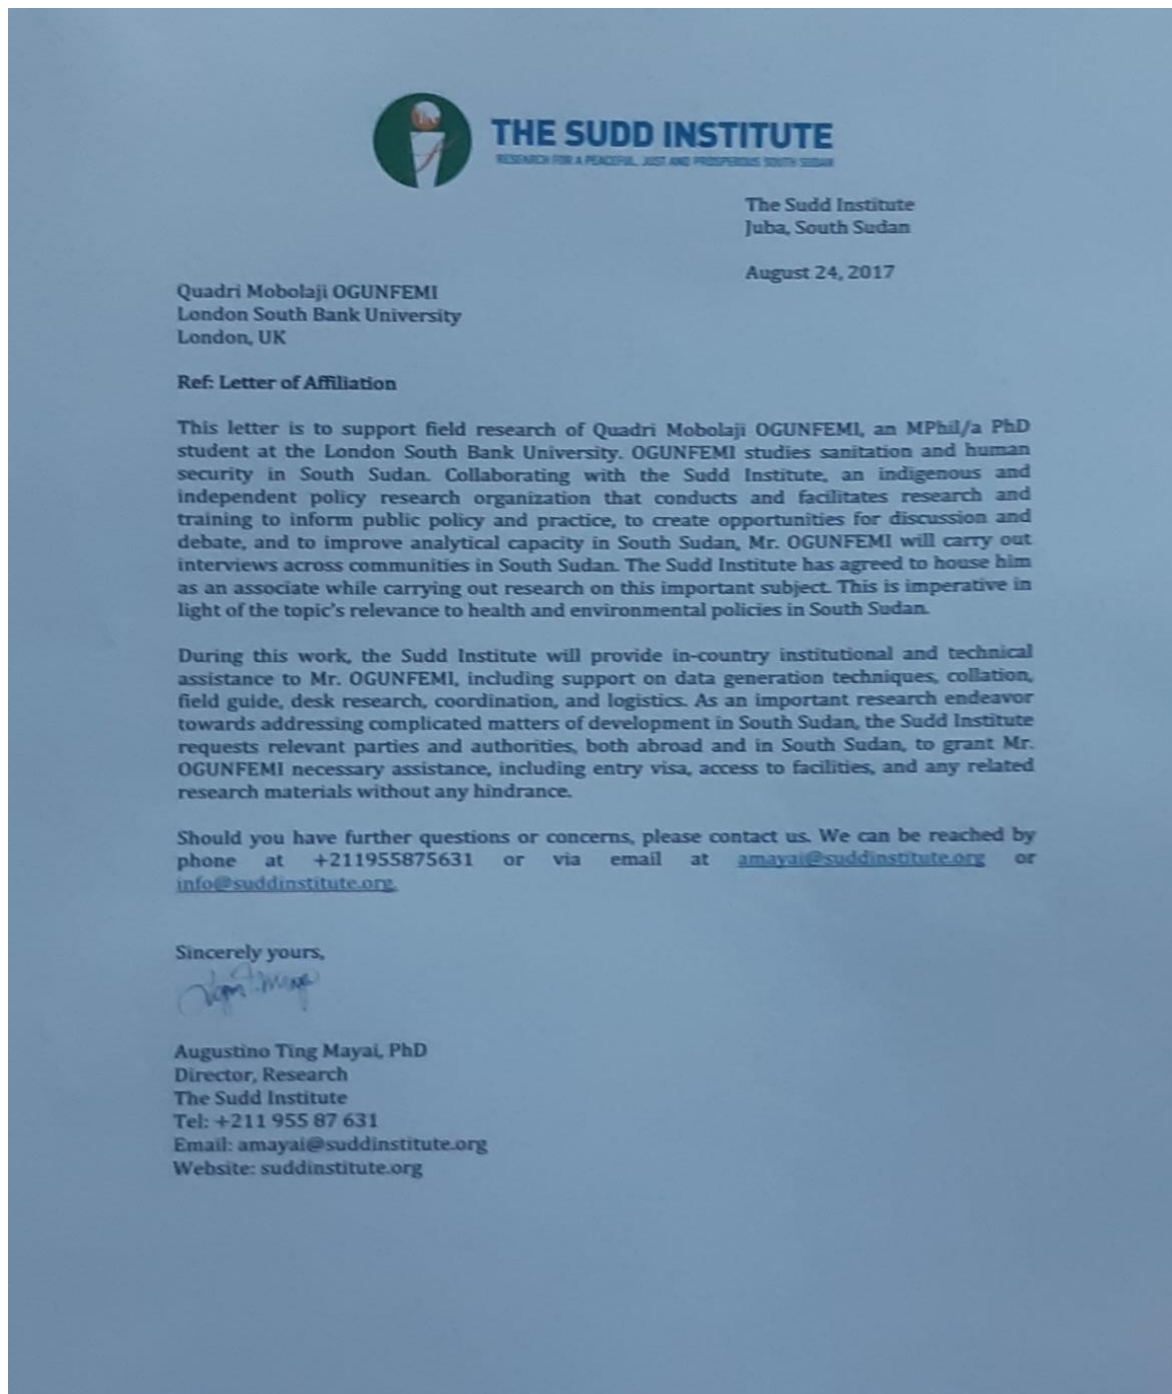 THE SUDD INSTITUTE
RESEARCH FOR A PEACEFUL, JUST AND PROSPEROUS SOUTH SUDAN
The Sudd Institute
Juba, South Sudan
August 24, 2017
Quadri Mobolaji OGUNFEMI
London South Bank University
London, UK
Ref: Letter of Affiliation
This letter is to support field research of Quadri Mobolaji OGUNFEMI, an MPhil/a PhD
student at the London South Bank University. OGUNFEMI studies sanitation and human
security in South Sudan. Collaborating with the Sudd Institute, an indigenous and
independent policy research organization that conducts and facilitates research and
training to inform public policy and practice, to create opportunities for discussion and
debate, and to improve analytical capacity in South Sudan, Mr. OGUNFEMI will carry out
interviews across communities in South Sudan. The Sudd Institute has agreed to house him
as an associate while carrying out research on this important subject. This is imperative in
light of the topic's relevance to health and environmental policies in South Sudan.
During this work, the Sudd Institute will provide in-country institutional and technical
assistance to Mr. OGUNFEMI, including support on data generation techniques, collation,
field guide, desk research, coordination, and logistics. As an important research endeavor
towards addressing complicated matters of development in South Sudan, the Sudd Institute
requests relevant parties and authorities, both abroad and in South Sudan, to grant Mr.
OGUNFEMI necessary assistance, including entry visa, access to facilities, and any related
research materials without any hindrance.
Should you have further questions or concerns, please contact us. We can be reached by
phone at +211955875631 or via email at amayai@suddinstitute.org or
info@suddinstitute.org.
Sincerely yours,
Augustino Ting Mayai, PhD
Director, Research
The Sudd Institute
Tel: +211 955 87 631
Email: amayai@suddinstitute.org
Website: suddinstitute.org